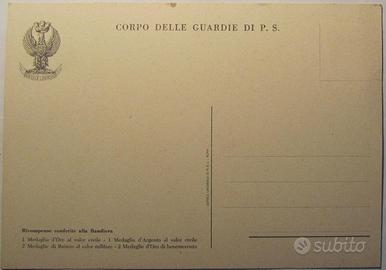 CORPO DELLE GUARDIE DI P. S.
Ricompense conferite alla Bandiera
1 Medaglia d'Oro al valor civile - 1 Medaglia d'Argento al valor civile
2 Medaglie di Bronzo al valor militare - 2 Medaglie d'Oro di benemerenza
subito